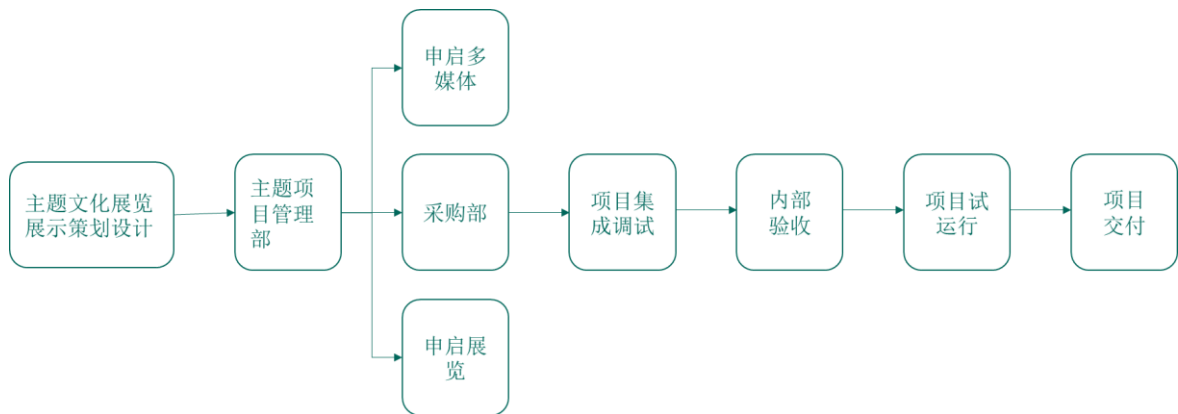 申启多
媒体
主题文化展览
展示策划设计
主题项
目管理
部
采购部
项目集
成调试
内部
验收
项目试
运行
项目
交付
申启展
览